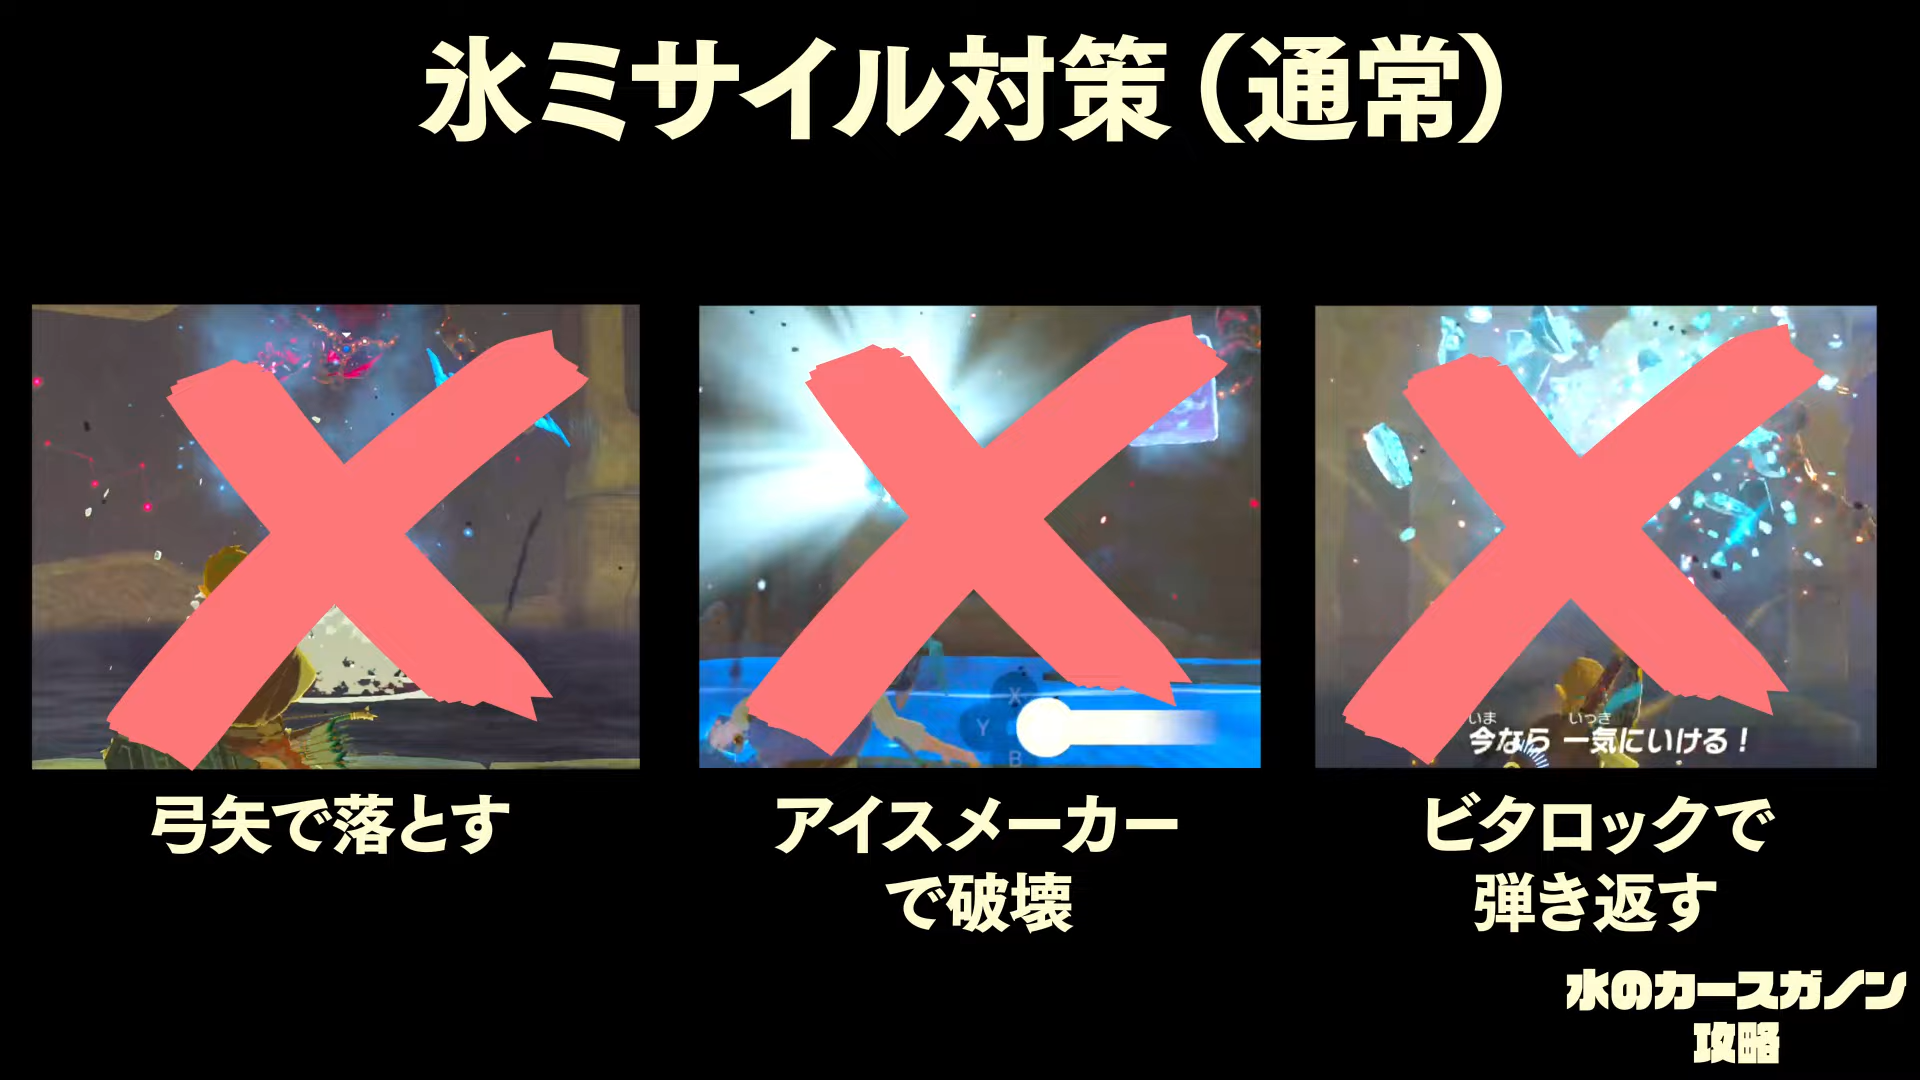 氷ミサイル対策（通常）
X
Y
B
いま いっき
今なら 一気にいける！
弓矢で落とす
アイスメーカー
で破壊
ビタロックで
弾き返す
水のカースガノン
攻略